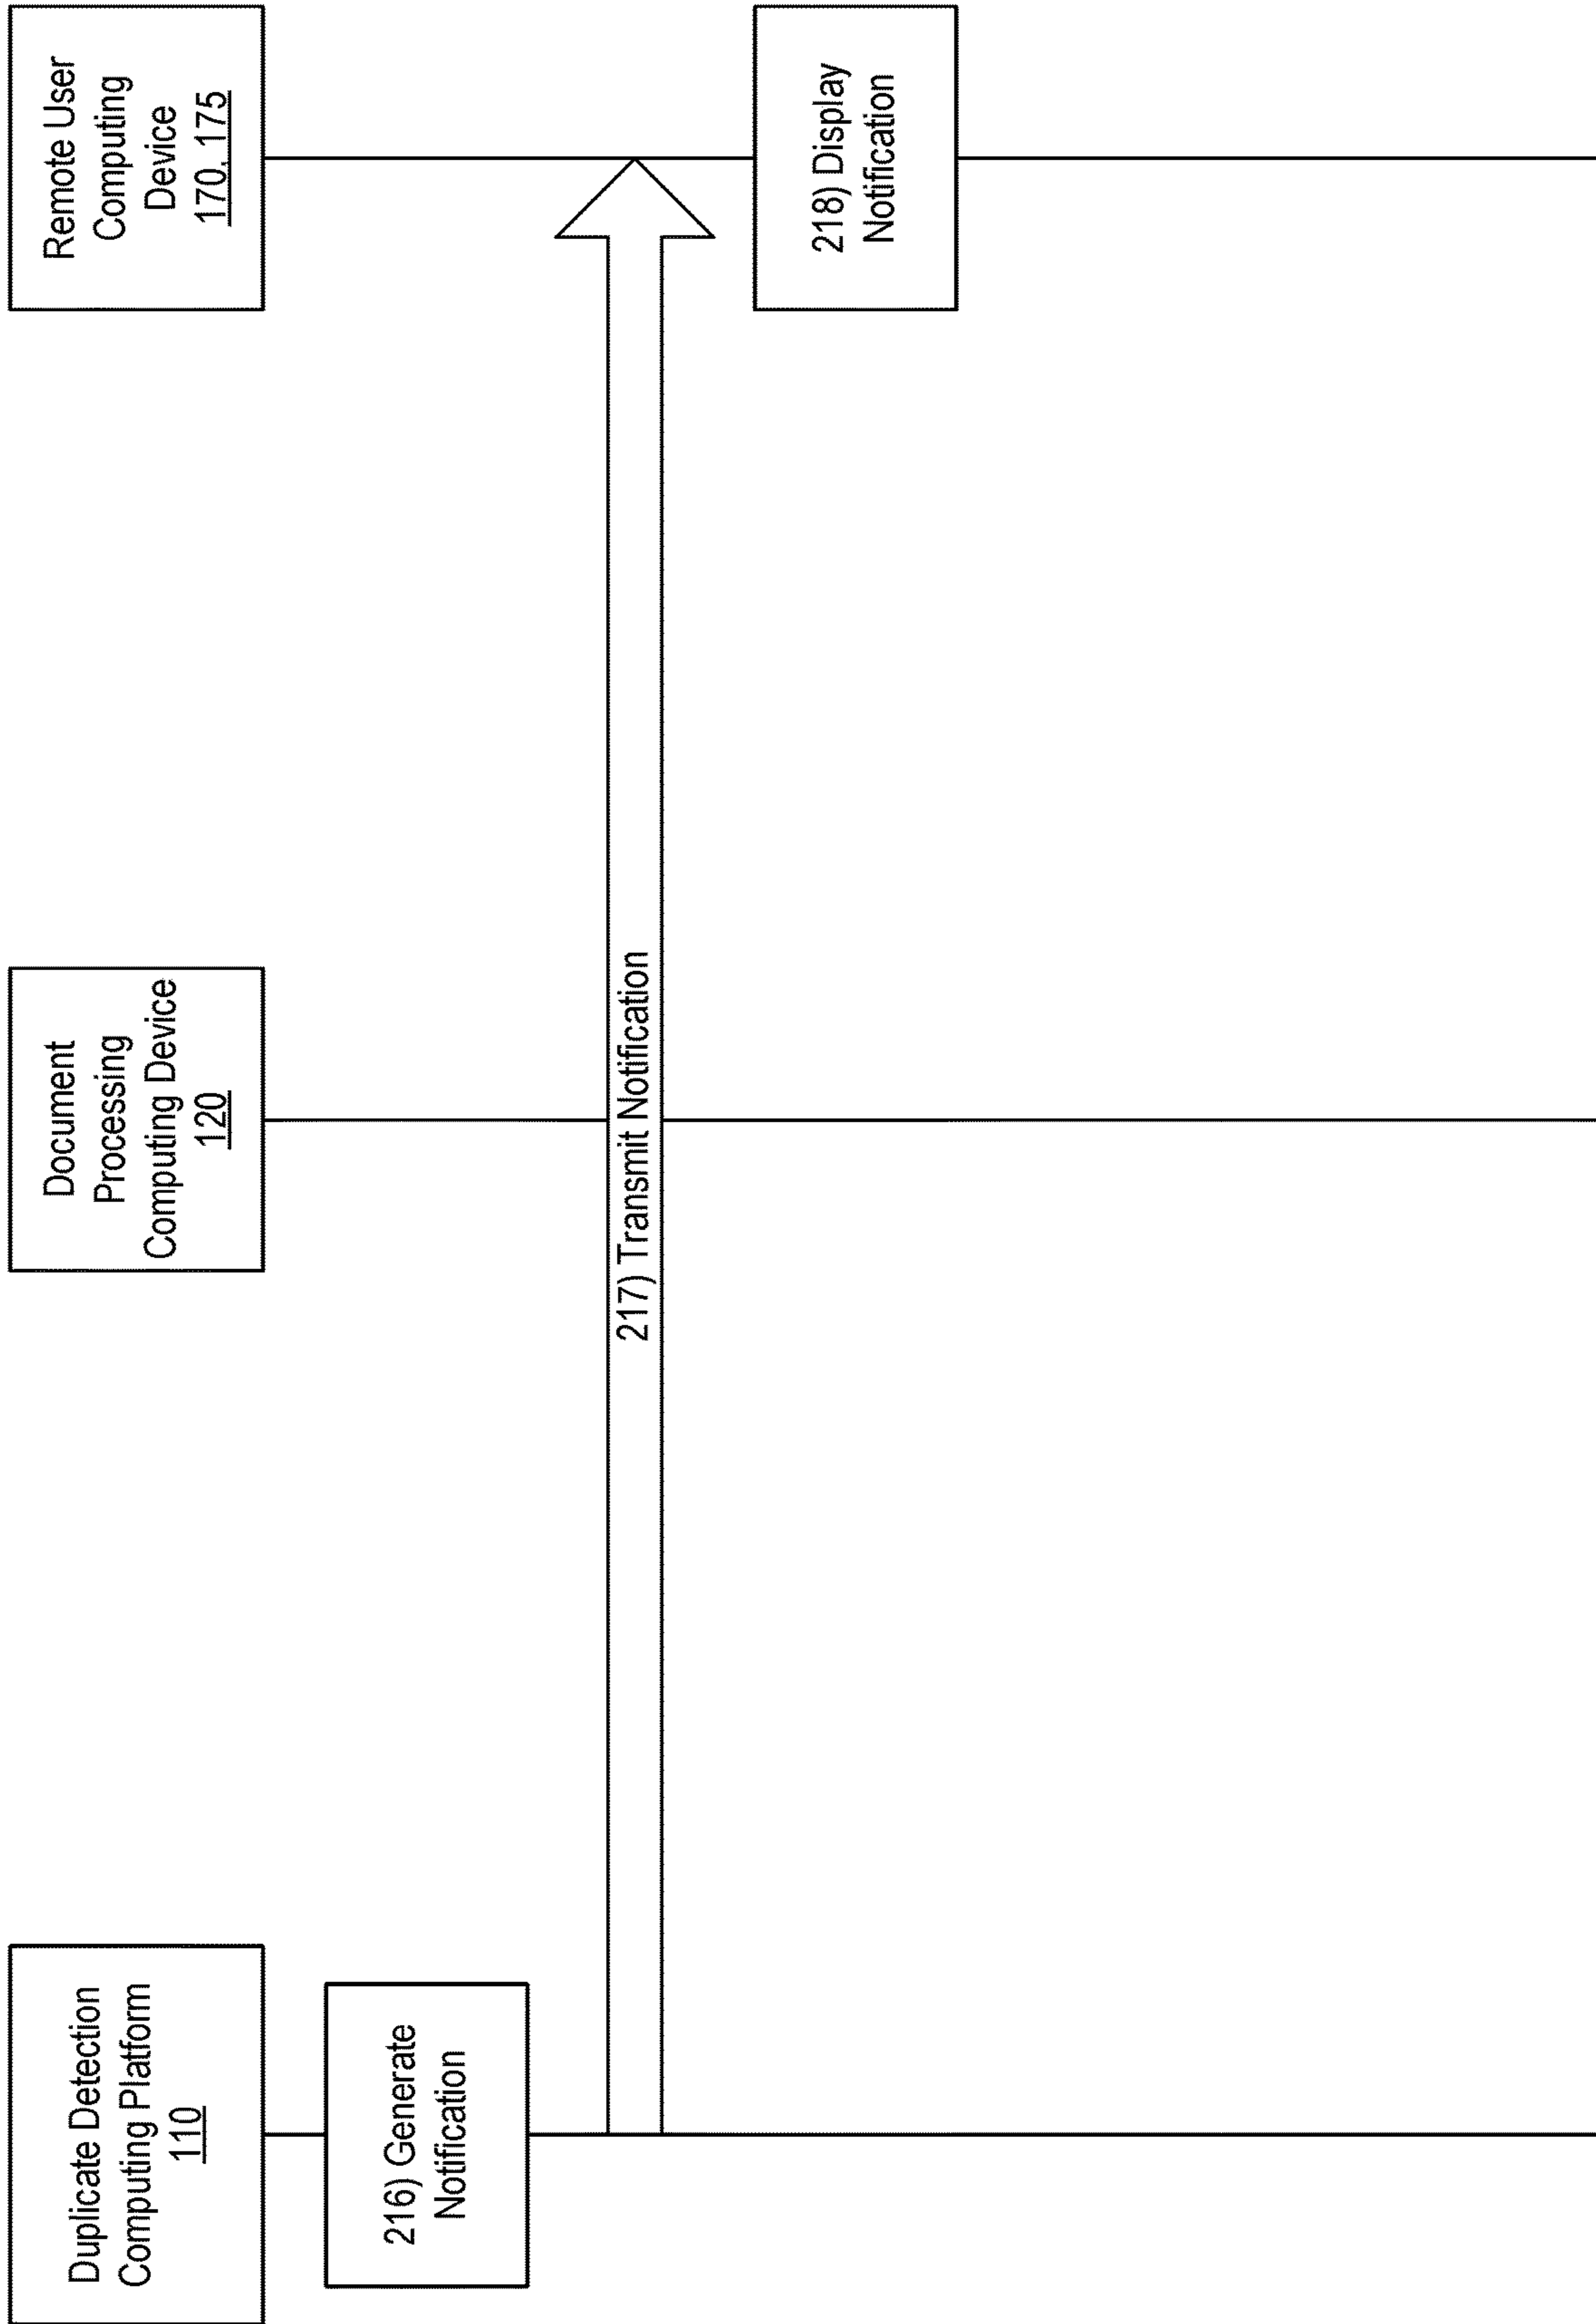 Duplicate Detection
Computing Platform
110
Document
Processing
Computing Device
120
Remote User
Computing
Device
170, 175
216) Generate
Notification
217) Transmit Notification
218) Display
Notification